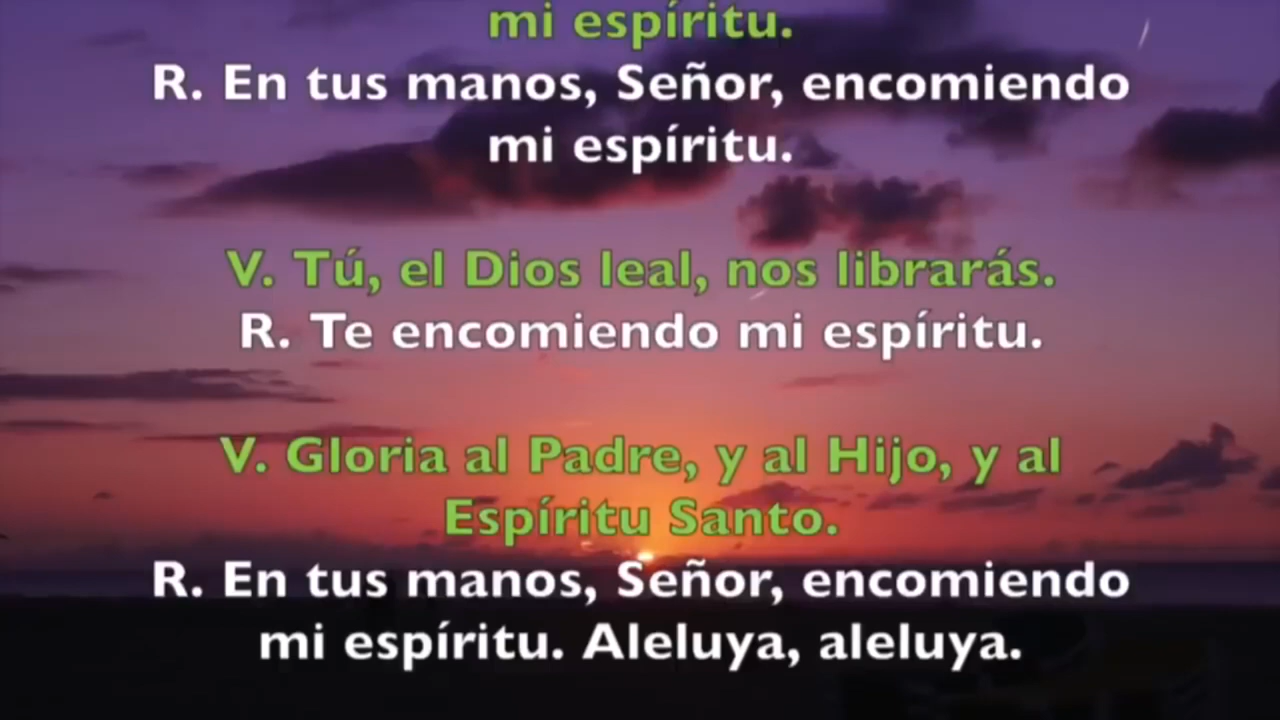 mi espíritu.
R. En tus manos, Señor, encomiendo
mi espíritu.
V. Tú, el Dios leal, nos librarás.
R. Te encomiendo mi espíritu.
V. Gloria al Padre, y al Hijo, y al
Espíritu Santo.
R. En tus manos, Señor, encomiendo
mi espíritu. Aleluya, aleluya.